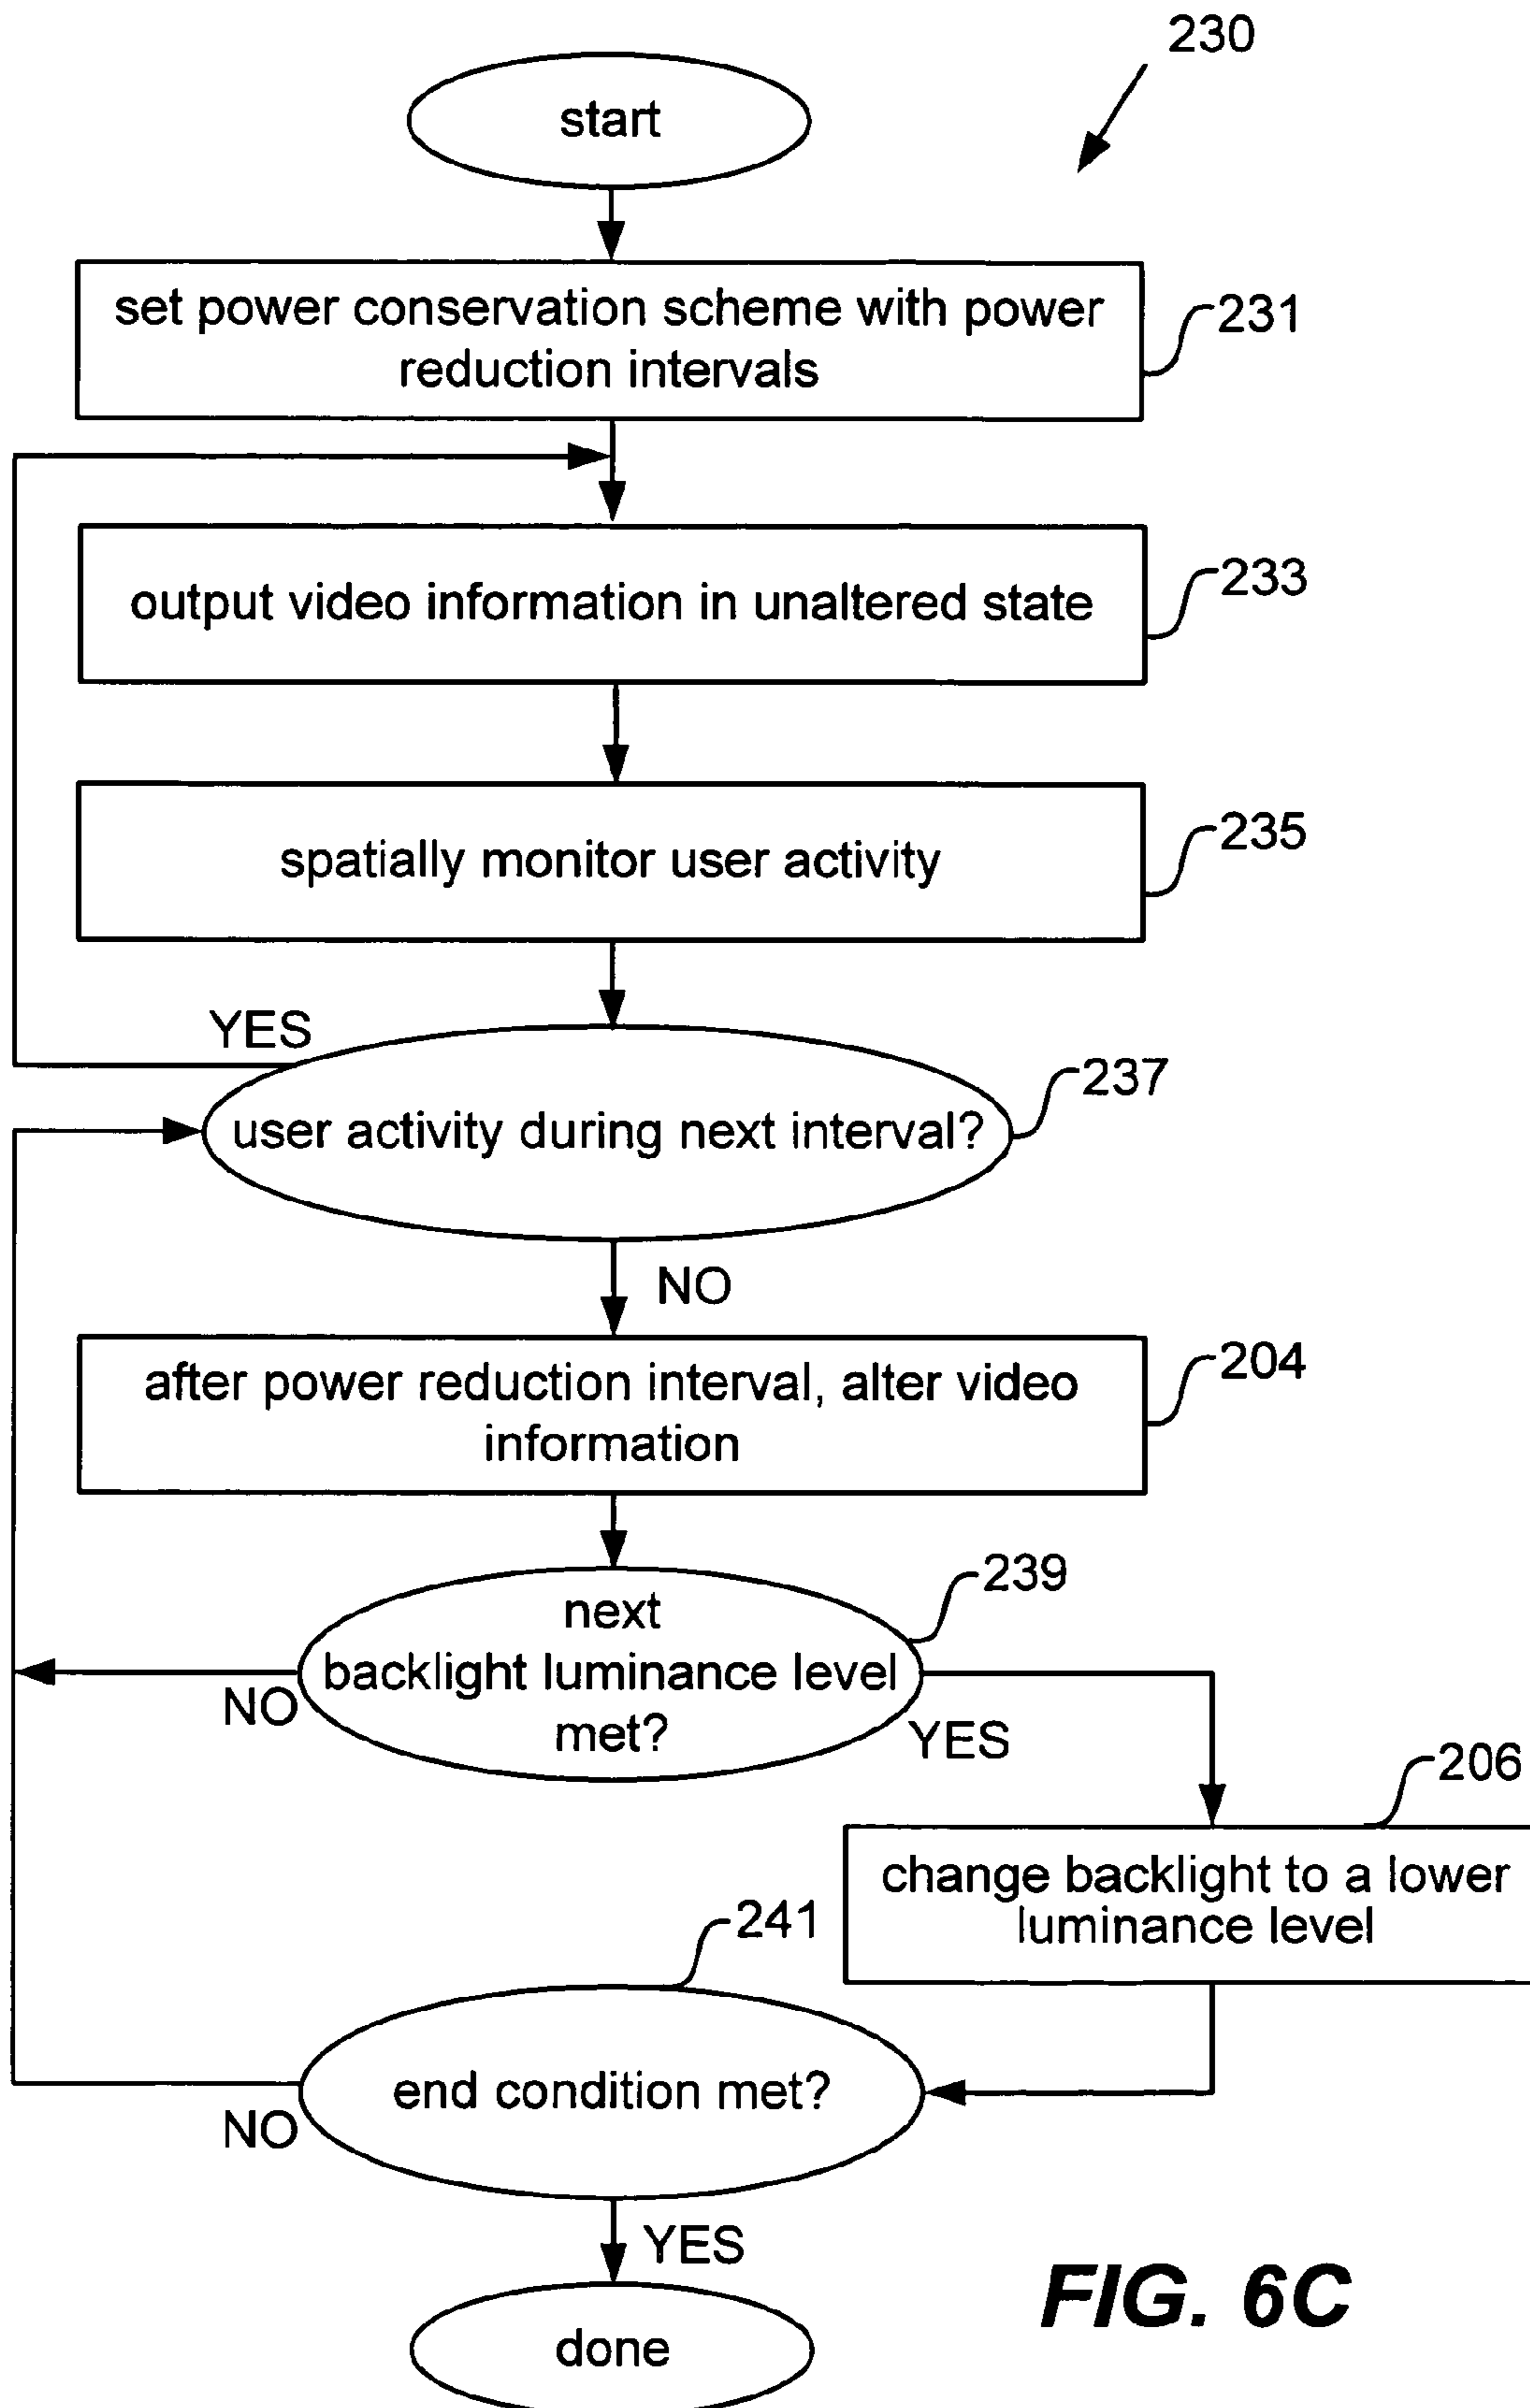 230
start
set power conservation scheme with power
reduction intervals
231
output video information in unaltered state
233
spatially monitor user activity
235
YES
user activity during next interval?
237
NO
after power reduction interval, alter video
information
204
next
backlight luminance level
met?
239
NO
YES
206
change backlight to a lower
luminance level
241
end condition met?
NO
YES
done
FIG. 6C